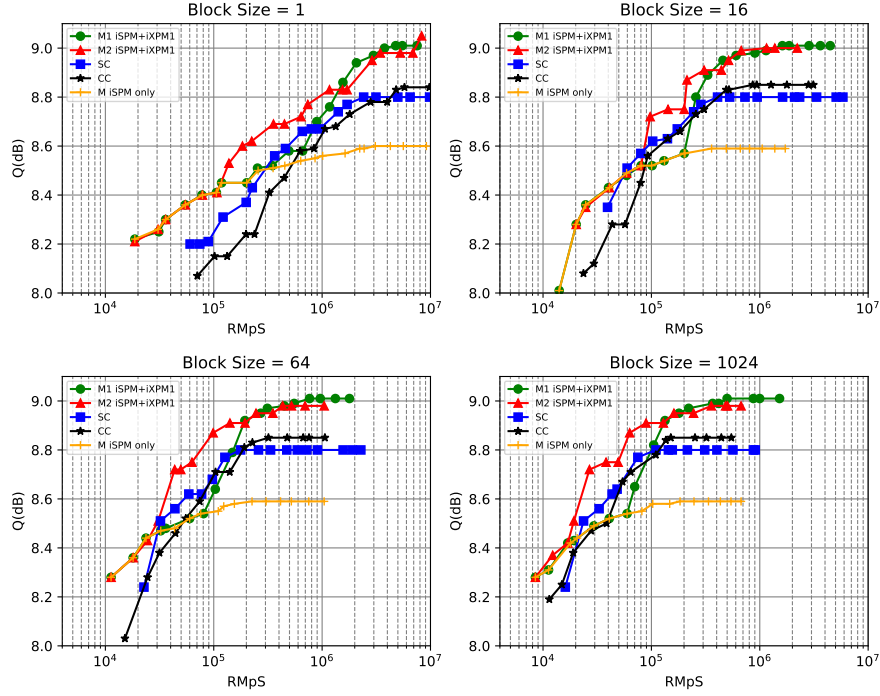 Block Size = 1
9.0
8.8
8.6
8.4
8.2
8.0
Q(dB)
M1 iSPM+iXPM1
M2 iSPM+iXPM1
SC
CC
M iSPM only
10^4
10^5
10^6
10^7
RMpS
Block Size = 16
9.0
8.8
8.6
8.4
8.2
8.0
Q(dB)
M1 iSPM+iXPM1
M2 iSPM+iXPM1
SC
CC
M iSPM only
10^4
10^5
10^6
10^7
RMpS
Block Size = 64
9.0
8.8
8.6
8.4
8.2
8.0
Q(dB)
M1 iSPM+iXPM1
M2 iSPM+iXPM1
SC
CC
M iSPM only
10^4
10^5
10^6
10^7
RMpS
Block Size = 1024
9.0
8.8
8.6
8.4
8.2
8.0
Q(dB)
M1 iSPM+iXPM1
M2 iSPM+iXPM1
SC
CC
M iSPM only
10^4
10^5
10^6
10^7
RMpS